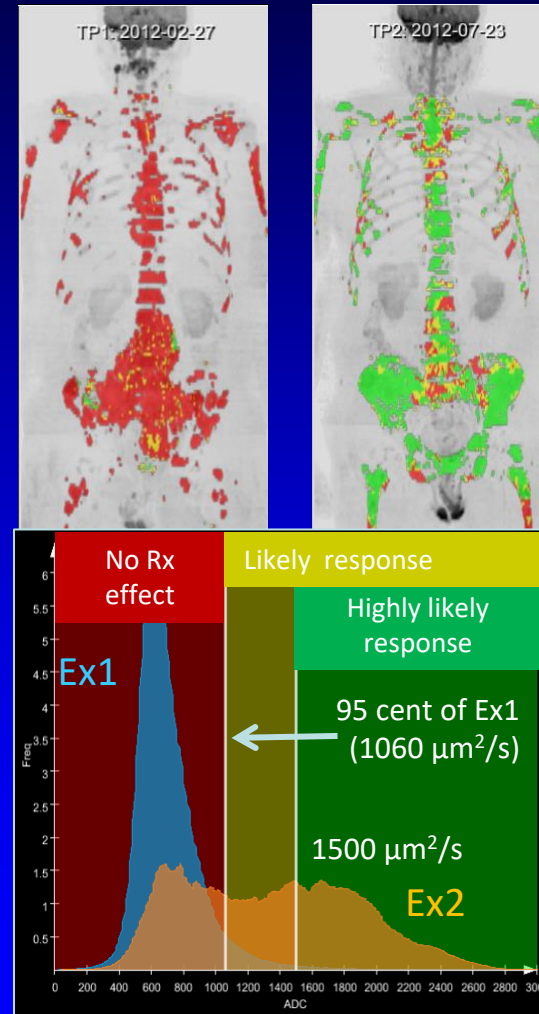 TP1: 2012-02-27
TP2: 2012-07-23
No Rx
effect
Likely response
Highly likely
response
Ex1
95 cent of Ex1
(1060 µm²/s)
1500 µm²/s
Ex2
Freq
6
5.5
5
4.5
4
3.5
3
2.5
2
1.5
1
0.5
0 200 400 600 800 1000 1200 1400 1600 1800 2000 2200 2400 2600 2800 300
ADC